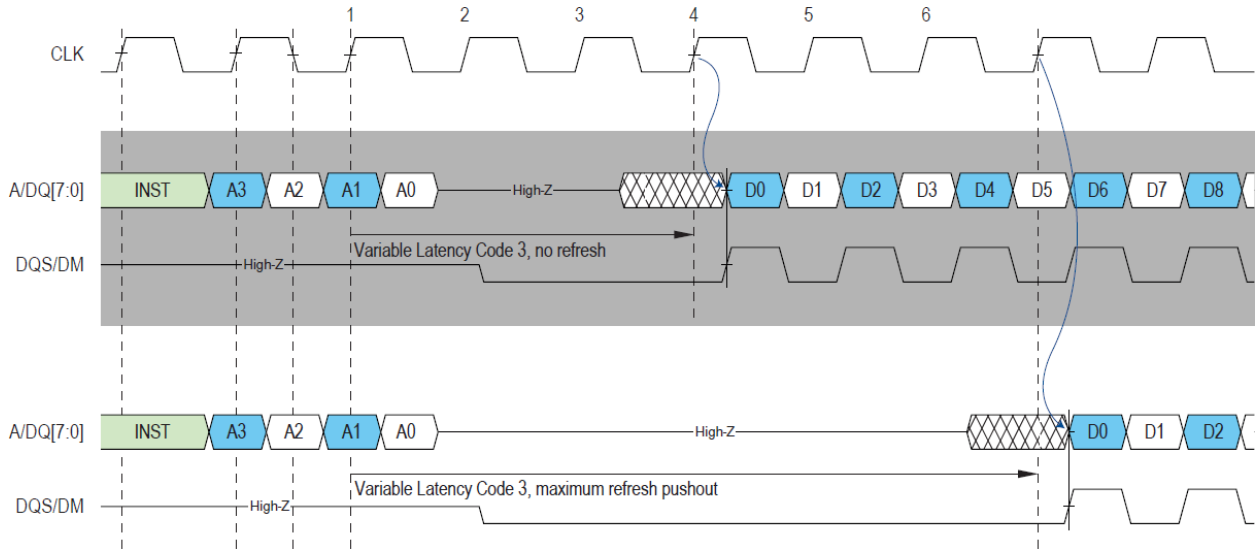 1 2 3 4 5 6
CLK
A/DQ[7:0] INST A3 A2 A1 A0 High-Z D0 D1 D2 D3 D4 D5 D6 D7 D8
Variable Latency Code 3, no refresh
DQS/DM High-Z
A/DQ[7:0] INST A3 A2 A1 A0 High-Z D0 D1 D2
Variable Latency Code 3, maximum refresh pushout
DQS/DM High-Z